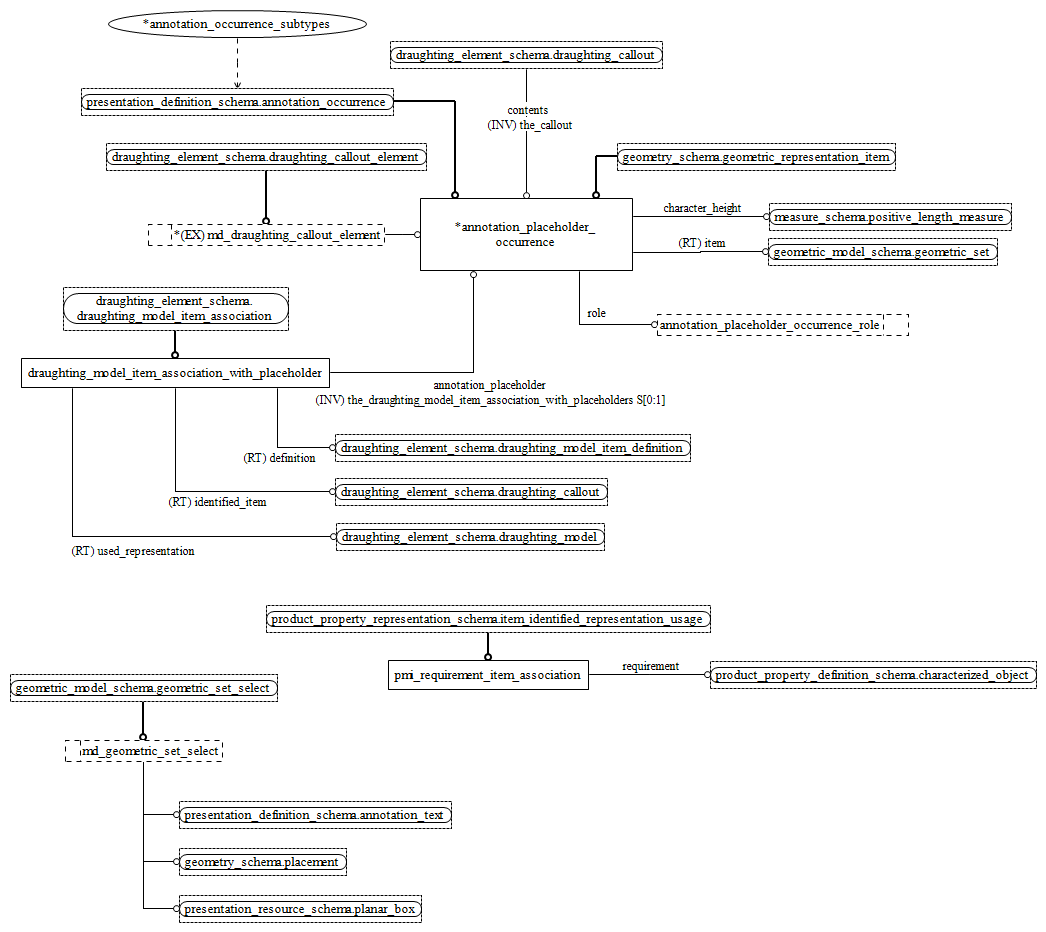 *annotation_occurrence_subtypes
draughting_element_schema.draughting_callout
presentation_definition_schema.annotation_occurrence
contents
(INV) the_callout
draughting_element_schema.draughting_callout_element
geometry_schema.geometric_representation_item
character_height
measure_schema.positive_length_measure
*annotation_placeholder_
occurrence
*(EX) md_draughting_callout_element
(RT) item
geometric_model_schema.geometric_set
draughting_element_schema.
draughting_model_item_association
role
annotation_placeholder_occurrence_role
draughting_model_item_association_with_placeholder
annotation_placeholder
(INV) the_draughting_model_item_association_with_placeholders S[0:1]
draughting_element_schema.draughting_model_item_definition
(RT) definition
draughting_element_schema.draughting_callout
(RT) identified_item
draughting_element_schema.draughting_model
(RT) used_representation
product_property_representation_schema.item_identified_representation_usage
pmi_requirement_item_association
requirement
product_property_definition_schema.characterized_object
geometric_model_schema.geometric_set_select
md_geometric_set_select
presentation_definition_schema.annotation_text
geometry_schema.placement
presentation_resource_schema.planar_box